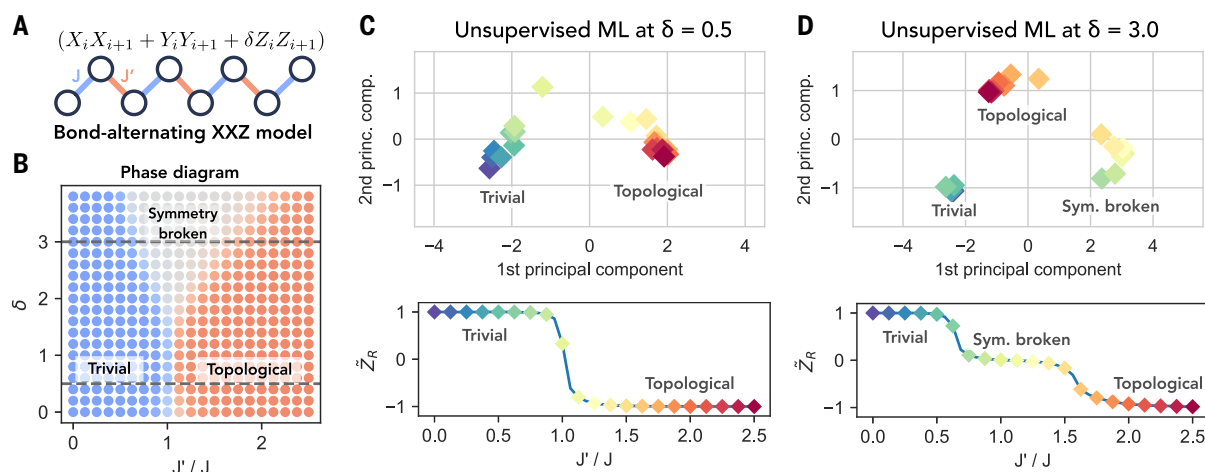 A
(X_iX_{i+1} + Y_iY_{i+1} + δZ_iZ_{i+1})
J J'
Bond-alternating XXZ model
B
Phase diagram
Symmetry
broken
Trivial Topological
δ
3
2
1
0
0 1 2
J' / J
C
Unsupervised ML at δ = 0.5
2nd princ. comp.
1
0
−1
Trivial Topological
−4 −2 0 2 4
1st principal component
Z̃_R
1
0
−1
Trivial
Topological
0.0 0.5 1.0 1.5 2.0 2.5
J' / J
D
Unsupervised ML at δ = 3.0
2nd princ. comp.
1
0
−1
Topological
Trivial Sym. broken
−4 −2 0 2 4
1st principal component
Z̃_R
1
0
−1
Trivial Sym. broken
Topological
0.0 0.5 1.0 1.5 2.0 2.5
J' / J